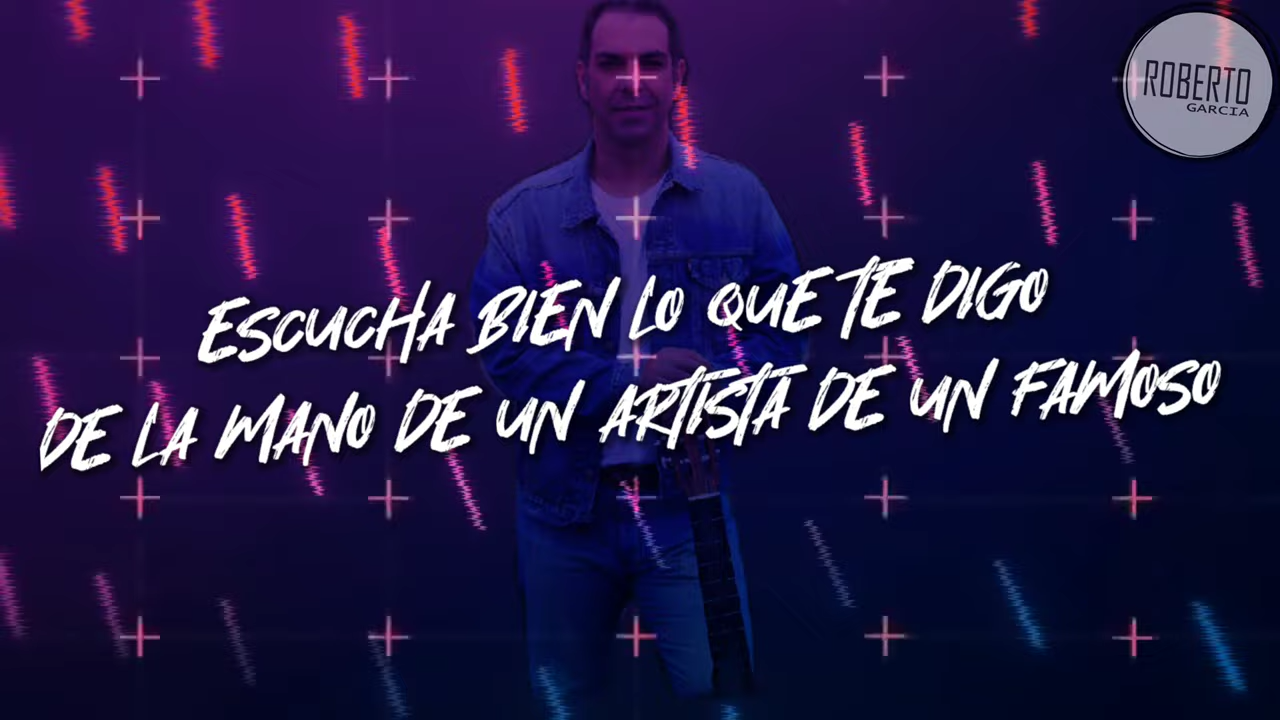 ROBERTO
GARCIA
ESCUCHA BIEN LO QUE TE DIGO
DE LA MANO DE UN ARTISTA DE UN FAMOSO